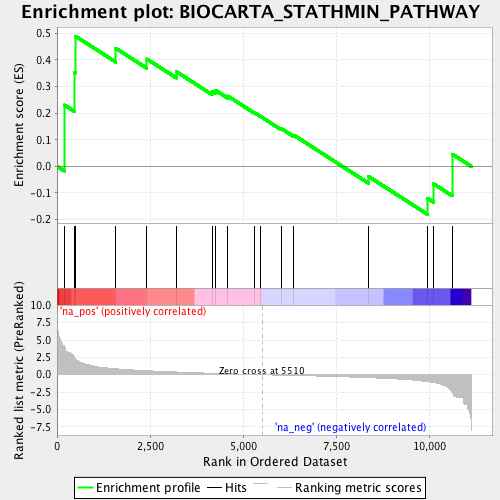 Enrichment plot: BIOCARTA_STATHMIN_PATHWAY
Enrichment score (ES)
0.5
0.4
0.3
0.2
0.1
0.0
-0.1
-0.2
Ranked list metric (PreRanked)
10.0
7.5
5.0
2.5
0.0
-2.5
-5.0
-7.5
'na_pos' (positively correlated)
Zero cross at 5510
'na_neg' (negatively correlated)
0 2,500 5,000 7,500 10,000
Rank in Ordered Dataset
Enrichment profile Hits Ranking metric scores